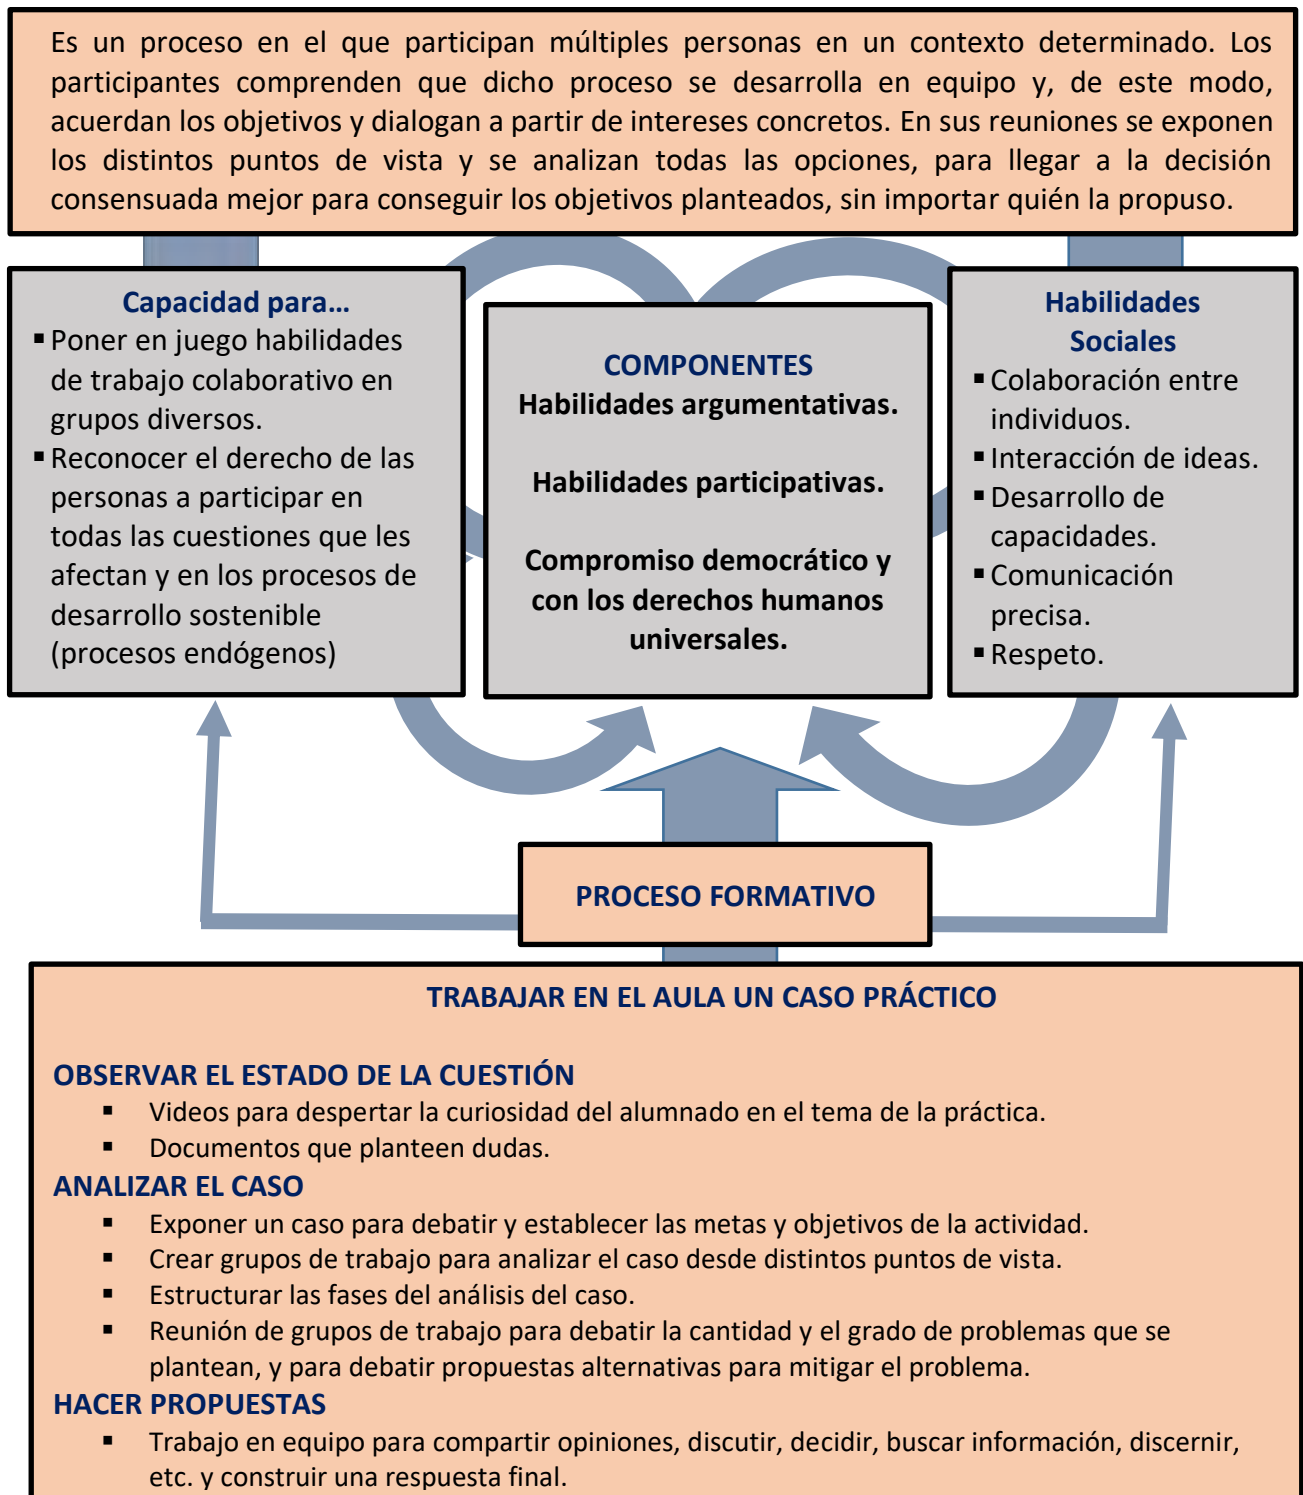 Es un proceso en el que participan múltiples personas en un contexto determinado. Los
participantes comprenden que dicho proceso se desarrolla en equipo y, de este modo,
acuerdan los objetivos y dialogan a partir de intereses concretos. En sus reuniones se exponen
los distintos puntos de vista y se analizan todas las opciones, para llegar a la decisión
consensuada mejor para conseguir los objetivos planteados, sin importar quién la propuso.
Capacidad para...
▪ Poner en juego habilidades
de trabajo colaborativo en
grupos diversos.
▪ Reconocer el derecho de las
personas a participar en
todas las cuestiones que les
afectan y en los procesos de
desarrollo sostenible
(procesos endógenos)
COMPONENTES
Habilidades argumentativas.
Habilidades participativas.
Compromiso democrático y
con los derechos humanos
universales.
Habilidades
Sociales
▪ Colaboración entre
individuos.
▪ Interacción de ideas.
▪ Desarrollo de
capacidades.
▪ Comunicación
precisa.
▪ Respeto.
PROCESO FORMATIVO
TRABAJAR EN EL AULA UN CASO PRÁCTICO
OBSERVAR EL ESTADO DE LA CUESTIÓN
▪ Videos para despertar la curiosidad del alumnado en el tema de la práctica.
▪ Documentos que planteen dudas.
ANALIZAR EL CASO
▪ Exponer un caso para debatir y establecer las metas y objetivos de la actividad.
▪ Crear grupos de trabajo para analizar el caso desde distintos puntos de vista.
▪ Estructurar las fases del análisis del caso.
▪ Reunión de grupos de trabajo para debatir la cantidad y el grado de problemas que se
plantean, y para debatir propuestas alternativas para mitigar el problema.
HACER PROPUESTAS
▪ Trabajo en equipo para compartir opiniones, discutir, decidir, buscar información, discernir,
etc. y construir una respuesta final.